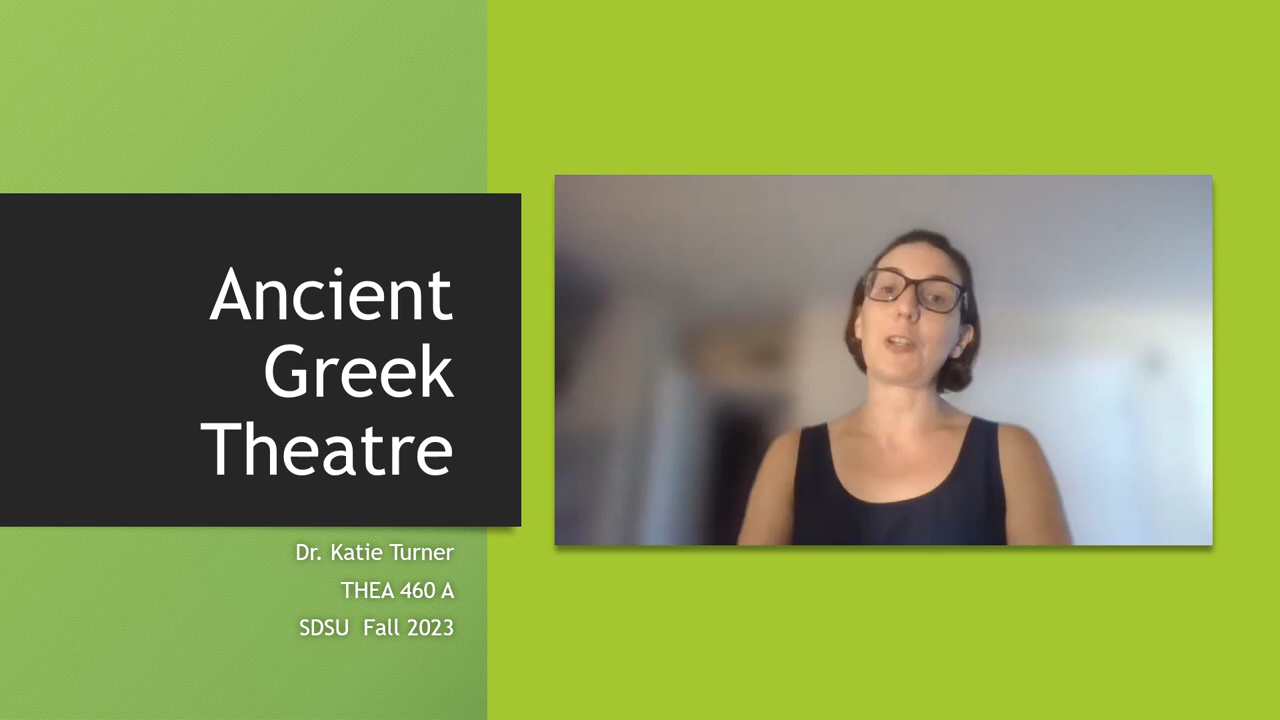 Ancient
Greek
Theatre
Dr. Katie Turner
THEA 460 A
SDSU  Fall 2023